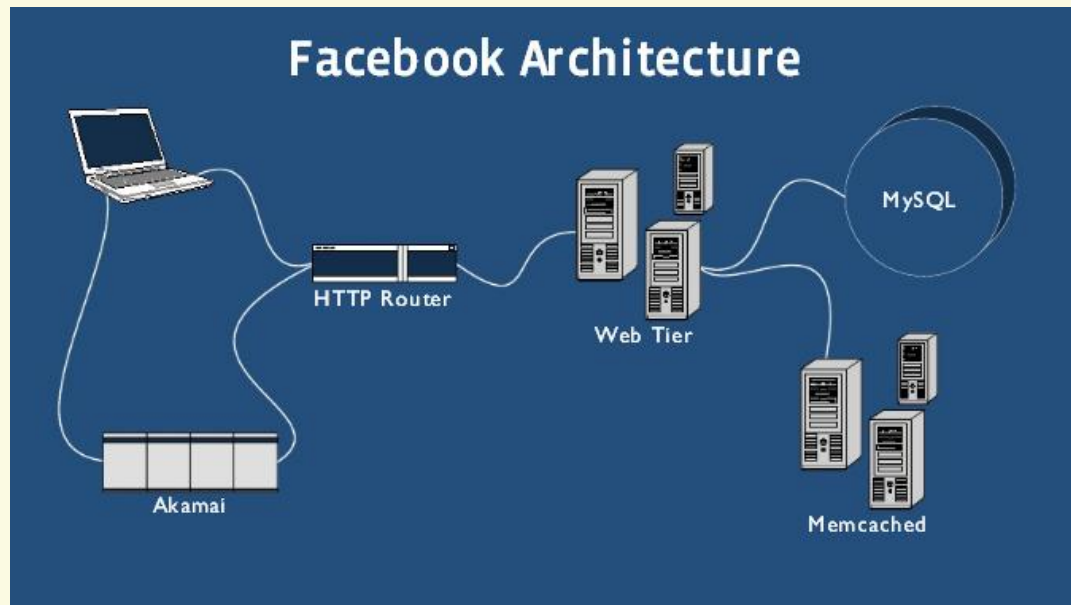 Facebook Architecture
MySQL
HTTP Router
Web Tier
Akamai
Memcached